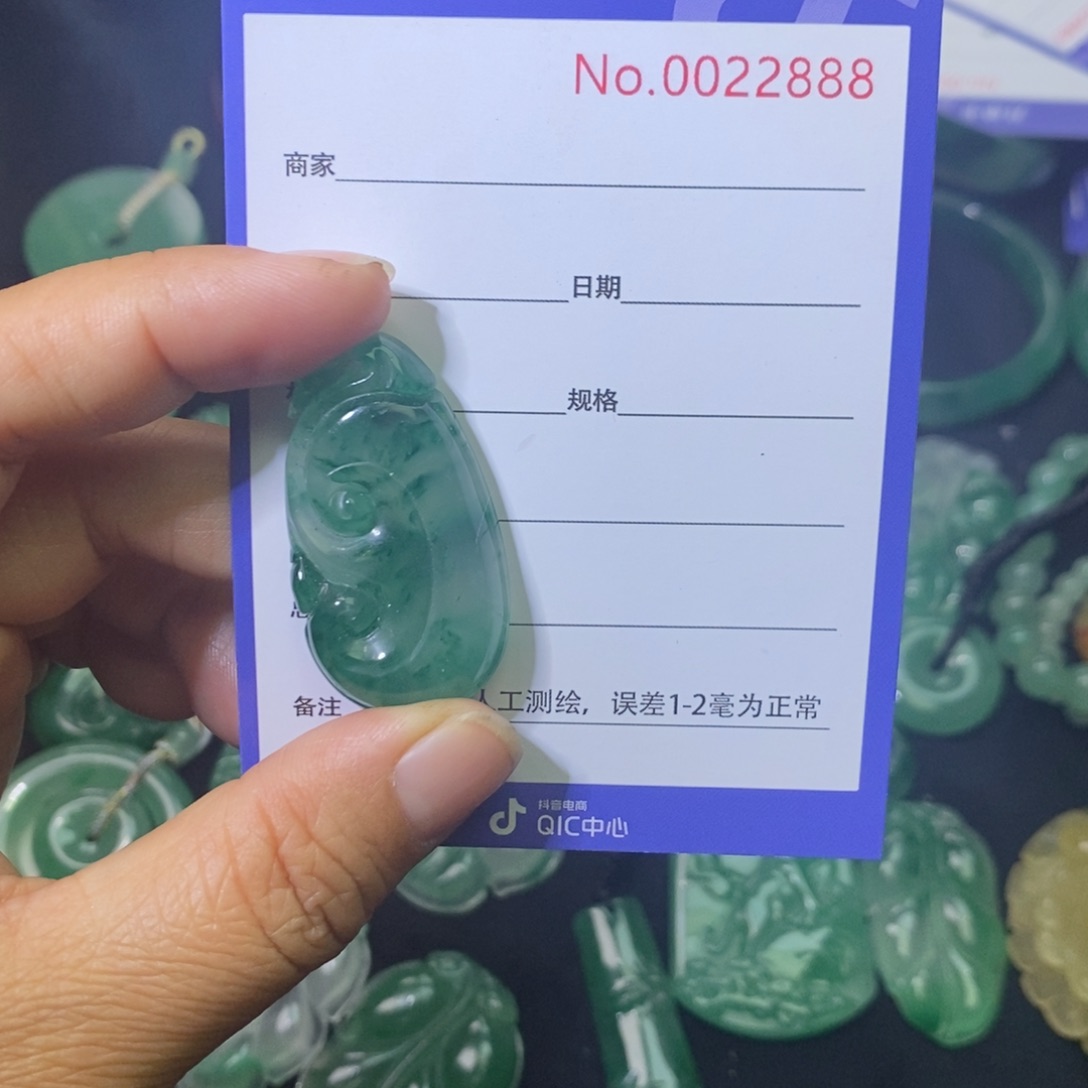 No.0022888
商家
日期
规格
备注 人工测绘，误差1-2毫为正常
抖音电商
QIC中心